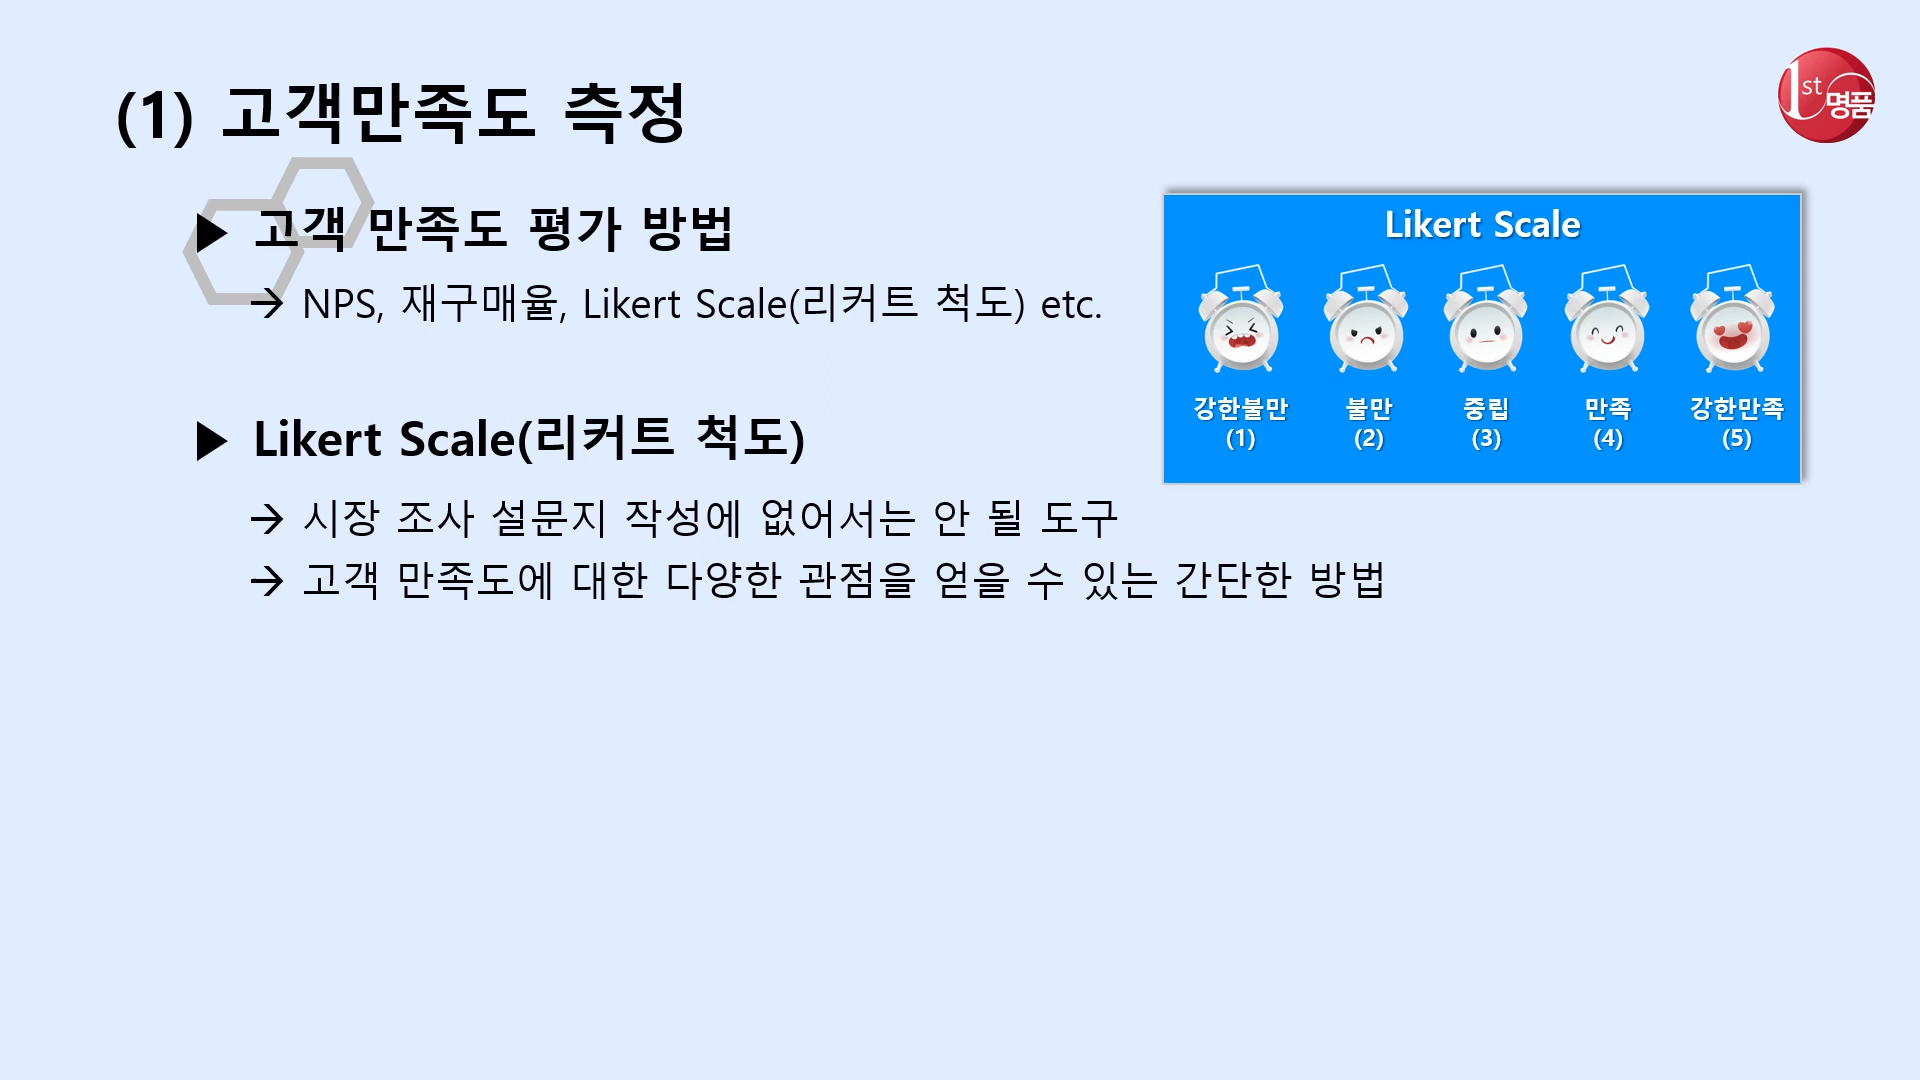 (1) 고객만족도 측정
1st 명품
▶ 고객 만족도 평가 방법
→ NPS, 재구매율, Likert Scale(리커트 척도) etc.
Likert Scale
강한불만 불만 중립 만족 강한만족
(1) (2) (3) (4) (5)
▶ Likert Scale(리커트 척도)
→ 시장 조사 설문지 작성에 없어서는 안 될 도구
→ 고객 만족도에 대한 다양한 관점을 얻을 수 있는 간단한 방법